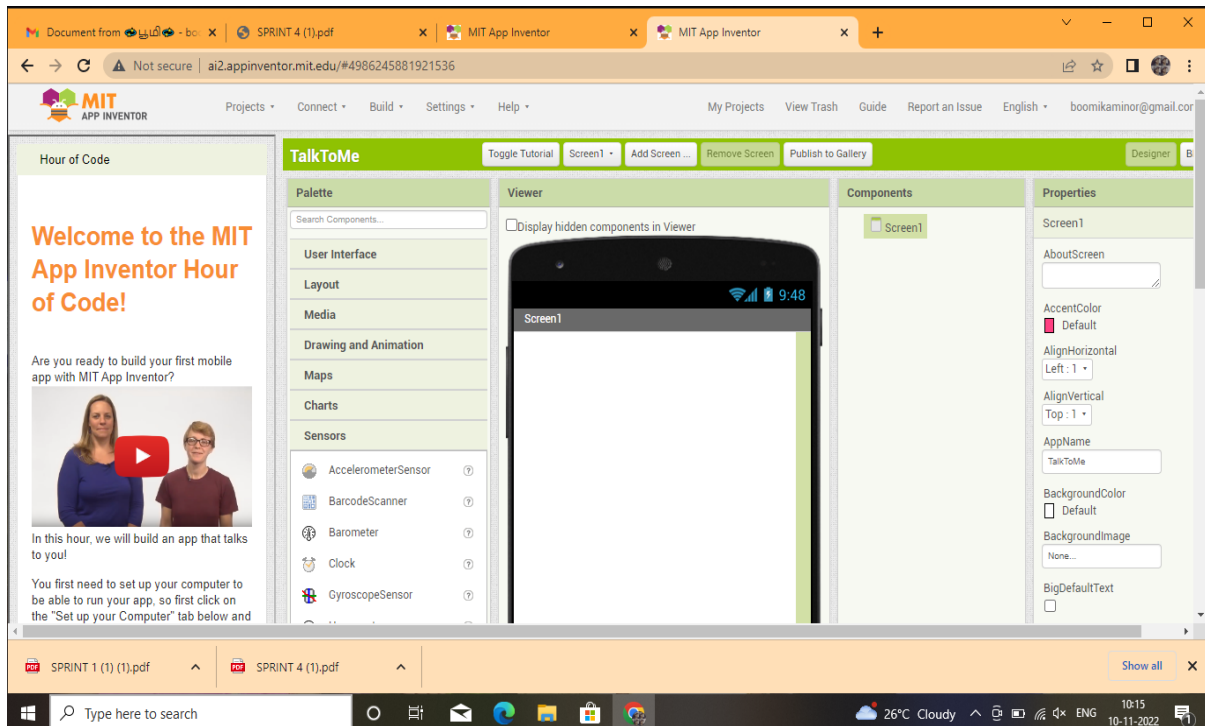 Document from 👁பூமி👁 - bo
SPRINT 4 (1).pdf
MIT App Inventor
MIT App Inventor
Not secure | ai2.appinventor.mit.edu/#4986245881921536
MIT
APP INVENTOR
Projects
Connect
Build
Settings
Help
My Projects
View Trash
Guide
Report an Issue
English
boomikaminor@gmail.cor
Hour of Code
TalkToMe
Toggle Tutorial
Screen1
Add Screen ...
Remove Screen
Publish to Gallery
Designer
B
Welcome to the MIT
App Inventor Hour
of Code!
Are you ready to build your first mobile
app with MIT App Inventor?
In this hour, we will build an app that talks
to you!
You first need to set up your computer to
be able to run your app, so first click on
the "Set up your Computer" tab below and
Palette
Search Components...
User Interface
Layout
Media
Drawing and Animation
Maps
Charts
Sensors
AccelerometerSensor
BarcodeScanner
Barometer
Clock
GyroscopeSensor
Viewer
Display hidden components in Viewer
9:48
Screen1
Components
Screen1
Properties
Screen1
AboutScreen
AccentColor
Default
AlignHorizontal
Left : 1
AlignVertical
Top : 1
AppName
TalkToMe
BackgroundColor
Default
BackgroundImage
None...
BigDefaultText
SPRINT 1 (1) (1).pdf
SPRINT 4 (1).pdf
Show all
Type here to search
26°C Cloudy
ENG
10:15
10-11-2022
1